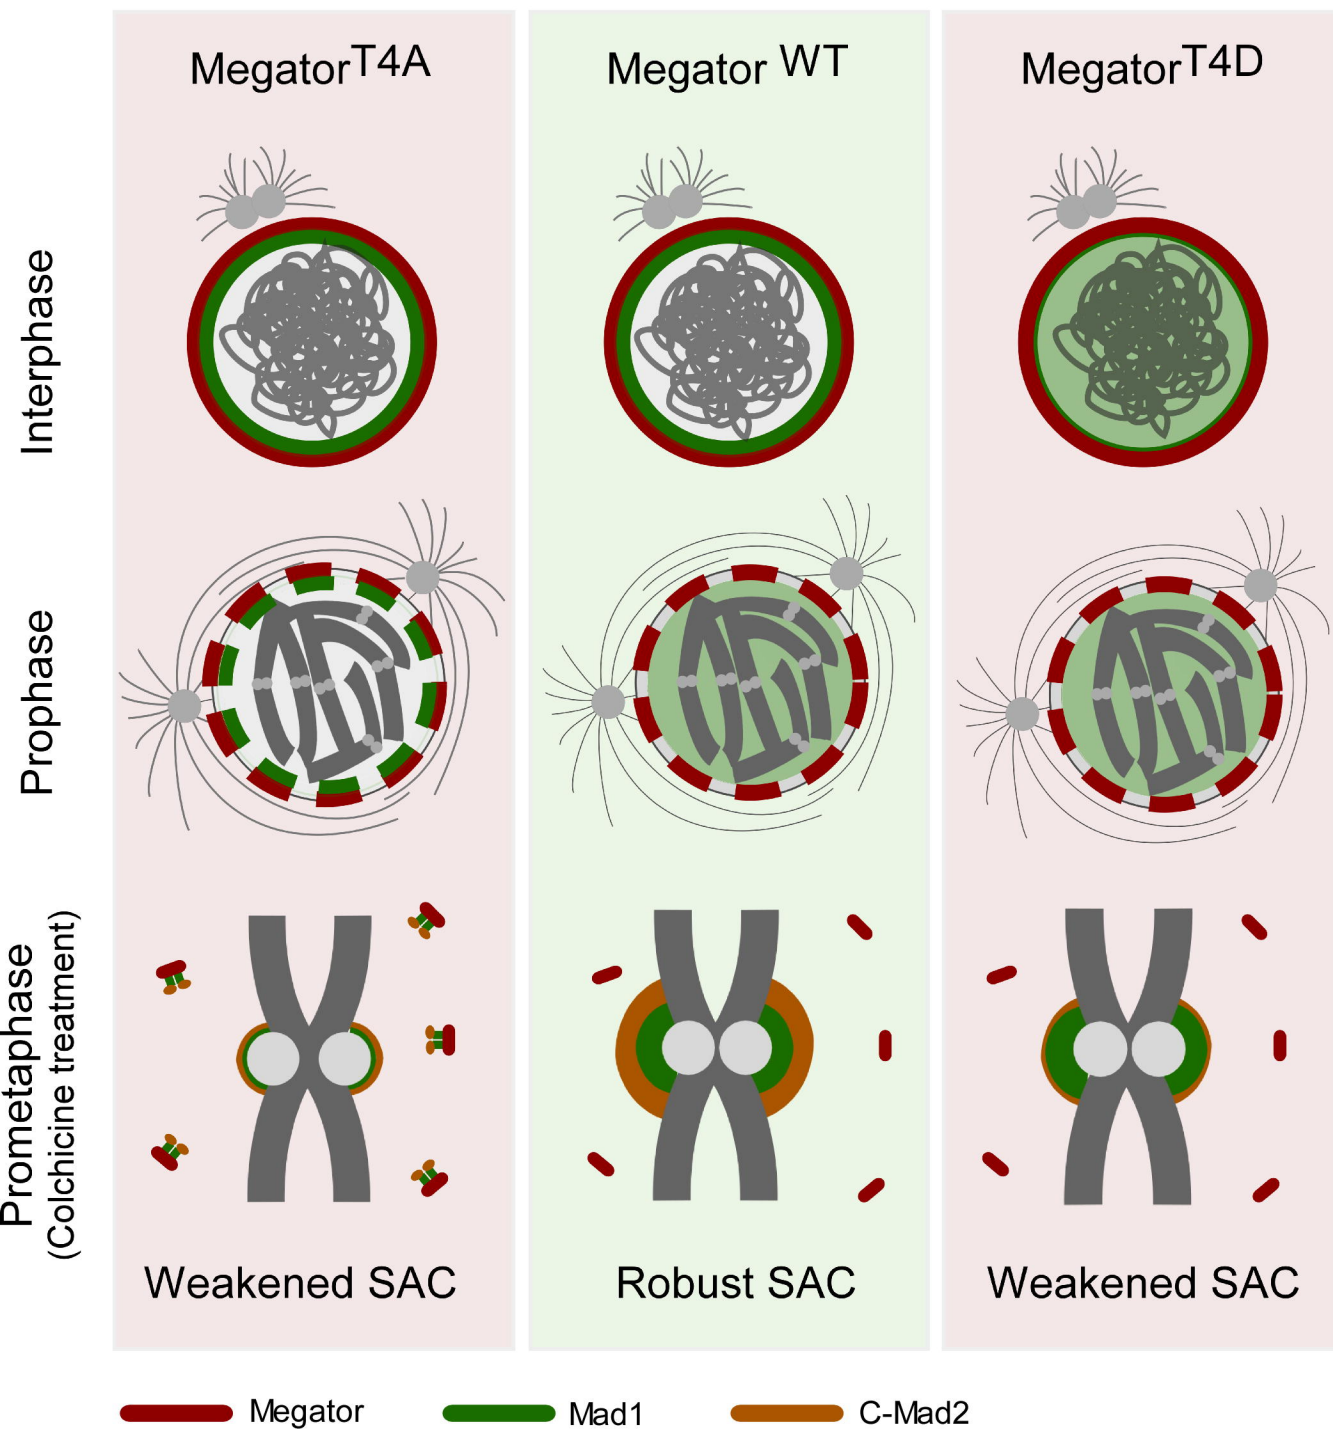 MegatorT4A
Megator WT
MegatorT4D
Interphase
Prophase
Prometaphase
(Colchicine treatment)
Weakened SAC
Robust SAC
Weakened SAC
Megator
Mad1
C-Mad2